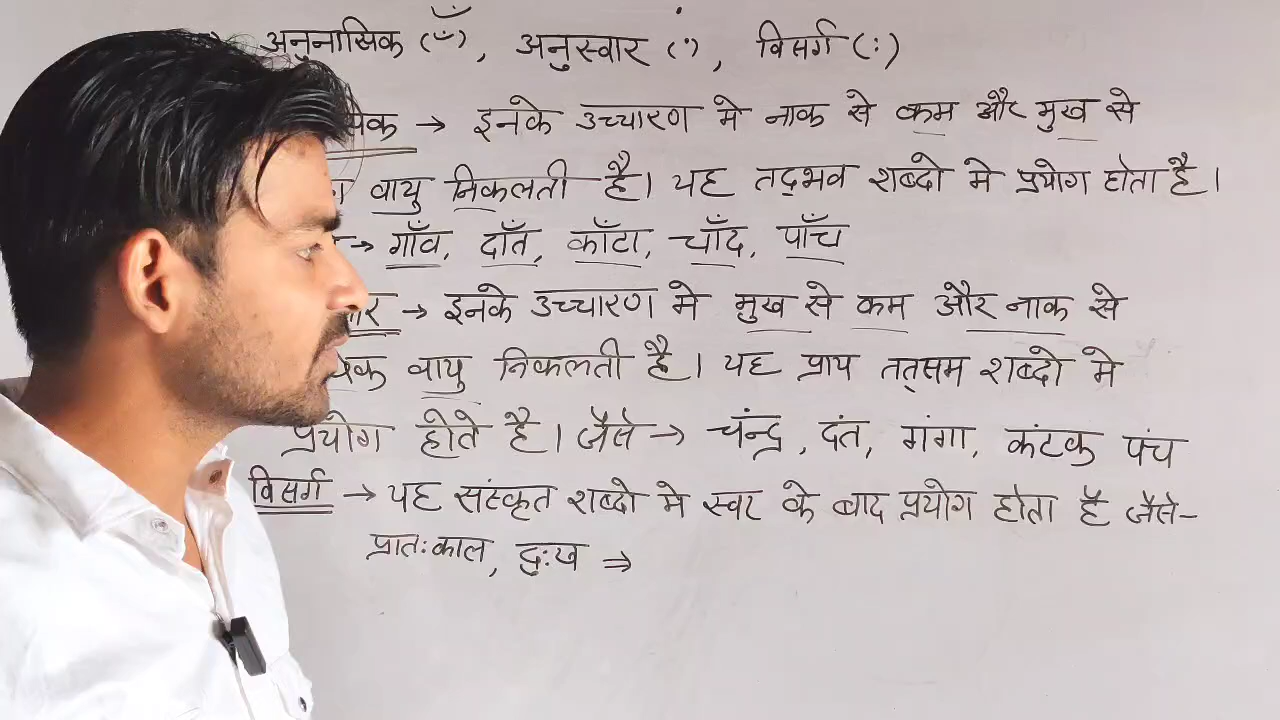 अनुनासिक (ँ), अनुस्वार (ं), विसर्ग (ः)
→ इनके उच्चारण मे नाक से कम और मुख से
वायु निकलती है। यह तद्भव शब्दो मे प्रयोग होता है।
→ गाँव, दाँत, काँटा, चाँद, पाँच
→ इनके उच्चारण मे मुख से कम और नाक से
वायु निकलती है। यह प्राय तत्सम शब्दो मे
प्रयोग होते है। जैसे → चंन्द्र, दंत, गंगा, कंटक पंच
विसर्ग → यह संस्कृत शब्दो मे स्वर के बाद प्रयोग होता है जैसे-
प्रातःकाल, दुःख ⇒